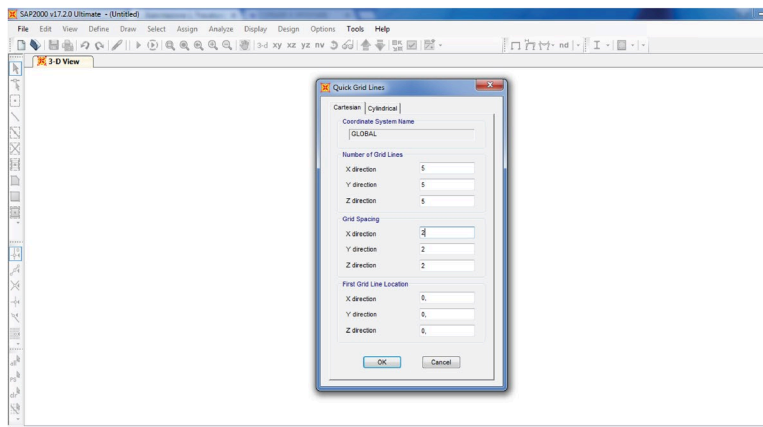 SAP2000 v17.2.0 Ultimate - (Untitled)
File Edit View Define Draw Select Assign Analyze Display Design Options Tools Help
3-d xy xz yz nv
nd
3-D View
Quick Grid Lines
Cartesian Cylindrical
Coordinate System Name
GLOBAL
Number of Grid Lines
X direction 5
Y direction 5
Z direction 5
Grid Spacing
X direction 2
Y direction 2
Z direction 2
First Grid Line Location
X direction 0,
Y direction 0,
Z direction 0,
OK Cancel
all